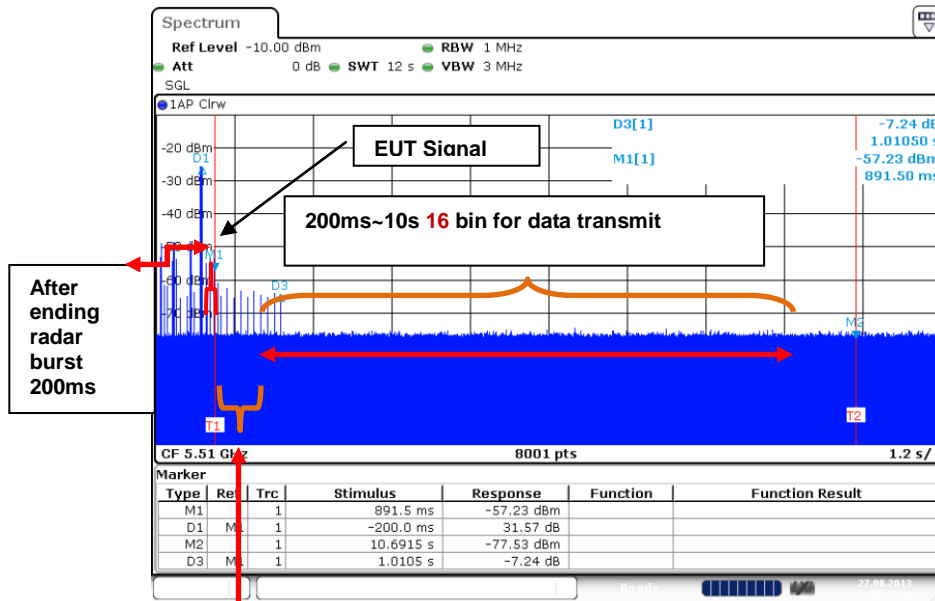 Spectrum
Ref Level -10.00 dBm RBW 1 MHz
Att 0 dB SWT 12 s VBW 3 MHz
SGL
1AP Clrw
D3[1] -7.24 dB
1.01050 s
M1[1] -57.23 dBm
891.50 ms
-20 dBm
D1
EUT Signal
-30 dBm
-40 dBm
200ms~10s 16 bin for data transmit
-50 dBm
M1
-60 dBm
D3
-70 dBm
M2
After
ending
radar
burst
200ms
T1
T2
CF 5.51 GHz 8001 pts 1.2 s/
Marker
Type Ref Trc Stimulus Response Function Function Result
M1 1 891.5 ms -57.23 dBm
D1 M1 1 -200.0 ms 31.57 dB
M2 1 10.6915 s -77.53 dBm
D3 M1 1 1.0105 s -7.24 dB
Ready
27.08.2013